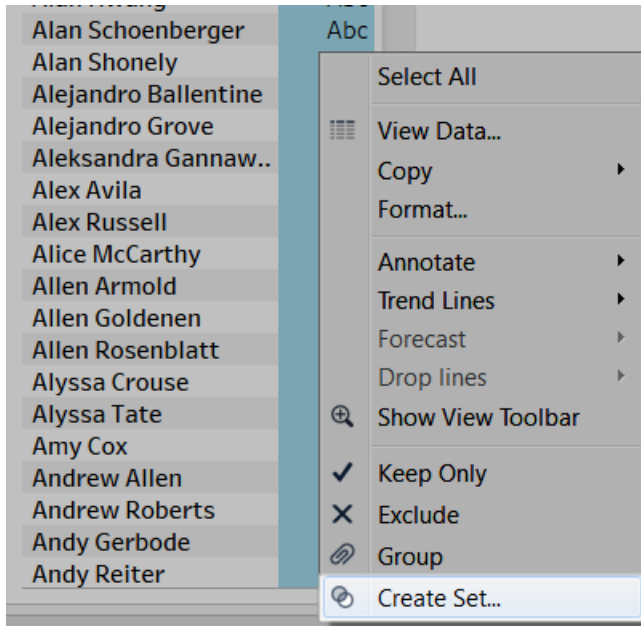 Alan Schoenberger Abc
Alan Shonely
Alejandro Ballentine
Alejandro Grove
Aleksandra Gannaw..
Alex Avila
Alex Russell
Alice McCarthy
Allen Armold
Allen Goldenen
Allen Rosenblatt
Alyssa Crouse
Alyssa Tate
Amy Cox
Andrew Allen
Andrew Roberts
Andy Gerbode
Andy Reiter
Select All
View Data...
Copy
Format...
Annotate
Trend Lines
Forecast
Drop lines
Show View Toolbar
Keep Only
Exclude
Group
Create Set...